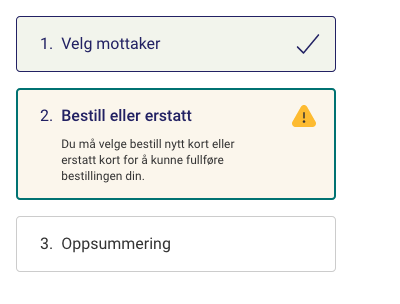 1. Velg mottaker
2. Bestill eller erstatt
Du må velge bestill nytt kort eller
erstatt kort for å kunne fullføre
bestillingen din.
3. Oppsummering